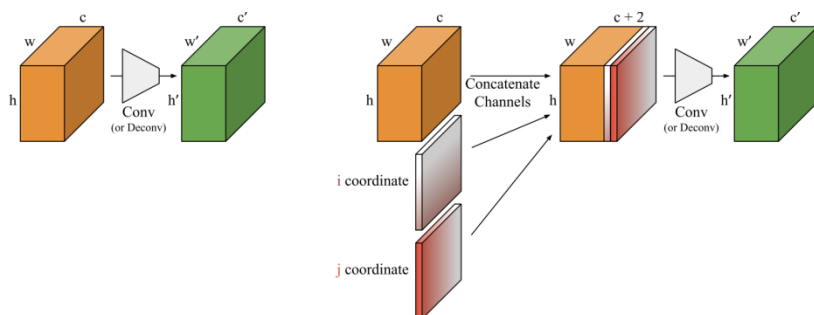 c
w
h
Conv
(or Deconv)
c′
w′
h′
c
w
h
Concatenate
Channels
i coordinate
j coordinate
c + 2
w
h
Conv
(or Deconv)
c′
w′
h′